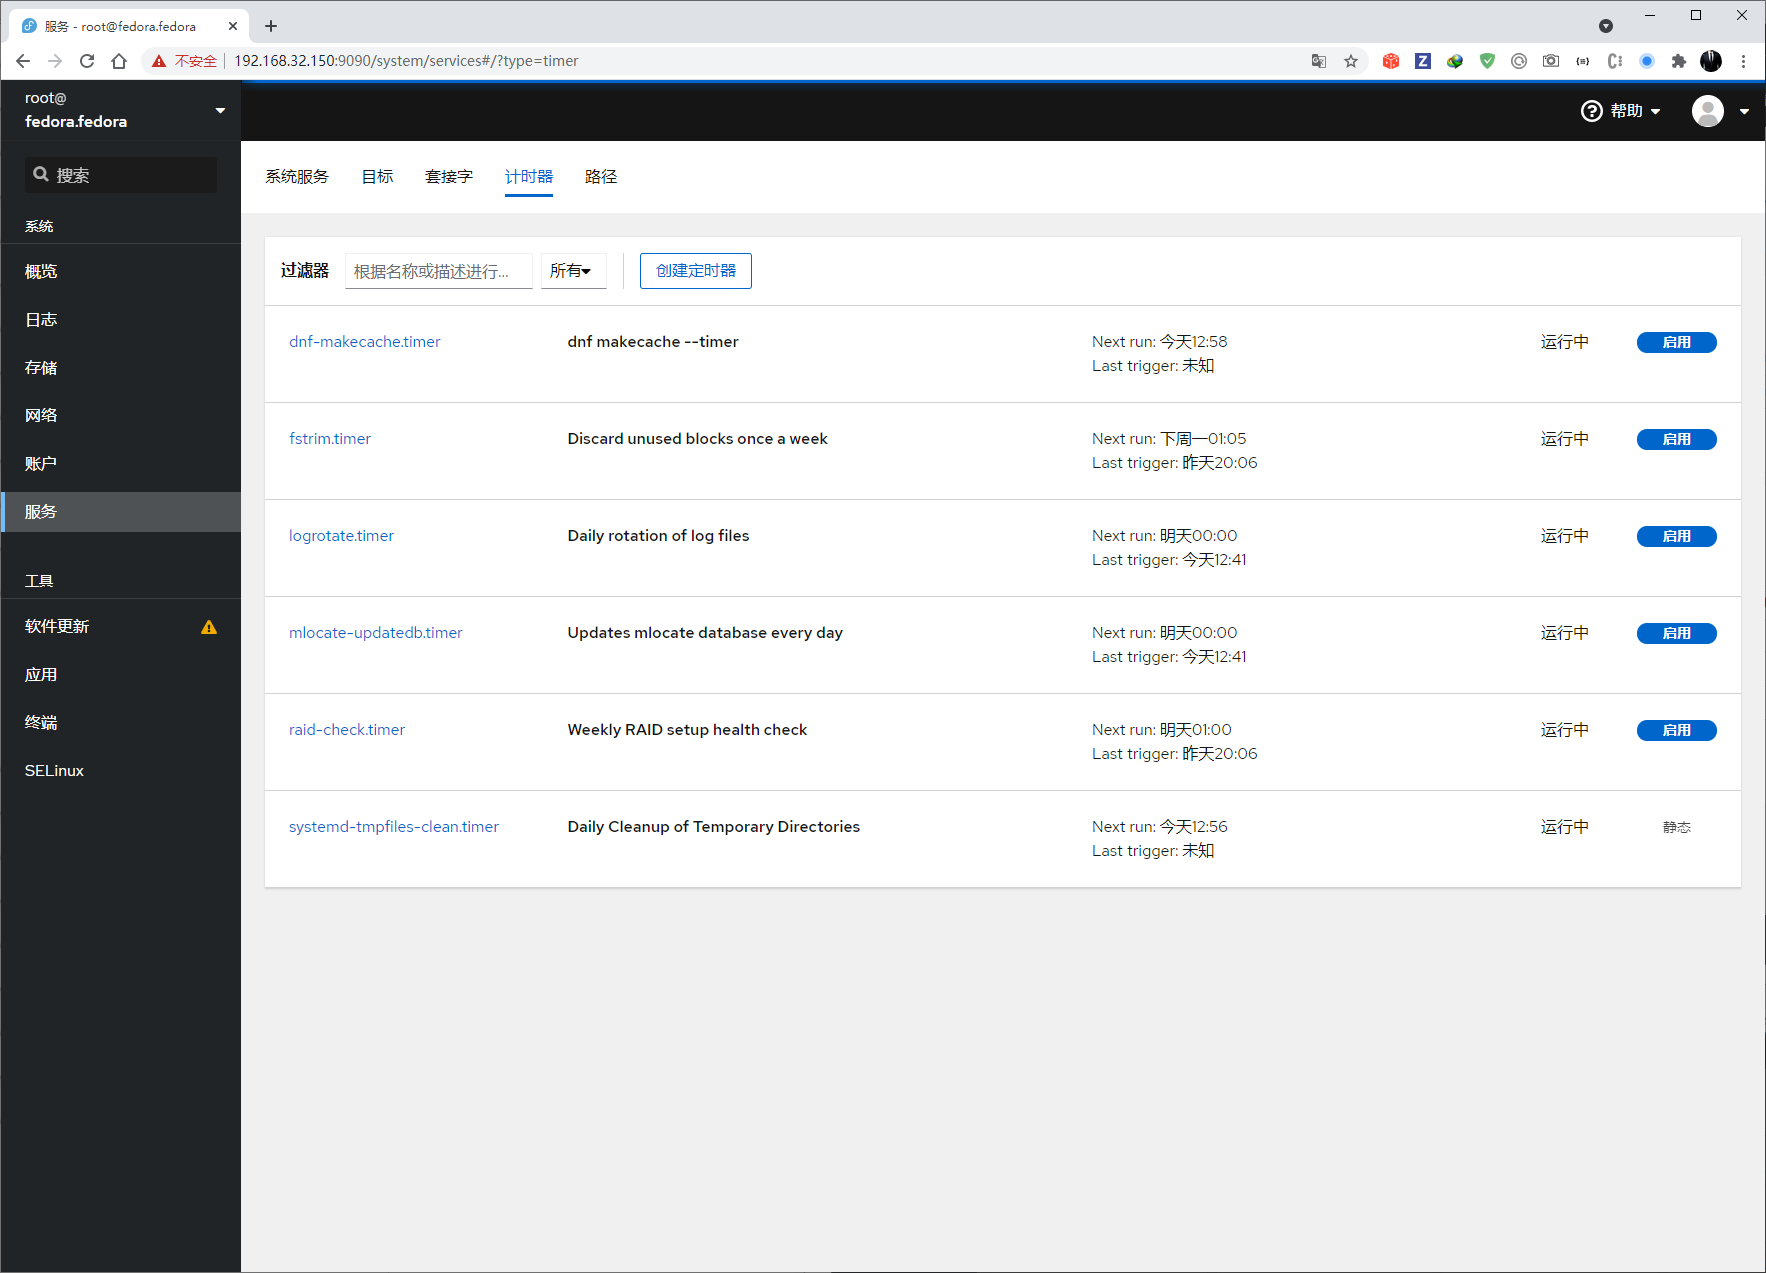 服务 - root@fedora.fedora
不安全
192.168.32.150:9090/system/services#/?type=timer
root@
fedora.fedora
帮助
搜索
系统
概览
日志
存储
网络
账户
服务
工具
软件更新
应用
终端
SELinux
系统服务
目标
套接字
计时器
路径
过滤器
根据名称或描述进行...
所有
创建定时器
dnf-makecache.timer
dnf makecache --timer
Next run: 今天12:58
Last trigger: 未知
运行中
启用
fstrim.timer
Discard unused blocks once a week
Next run: 下周一01:05
Last trigger: 昨天20:06
运行中
启用
logrotate.timer
Daily rotation of log files
Next run: 明天00:00
Last trigger: 今天12:41
运行中
启用
mlocate-updatedb.timer
Updates mlocate database every day
Next run: 明天00:00
Last trigger: 今天12:41
运行中
启用
raid-check.timer
Weekly RAID setup health check
Next run: 明天01:00
Last trigger: 昨天20:06
运行中
启用
systemd-tmpfiles-clean.timer
Daily Cleanup of Temporary Directories
Next run: 今天12:56
Last trigger: 未知
运行中
静态